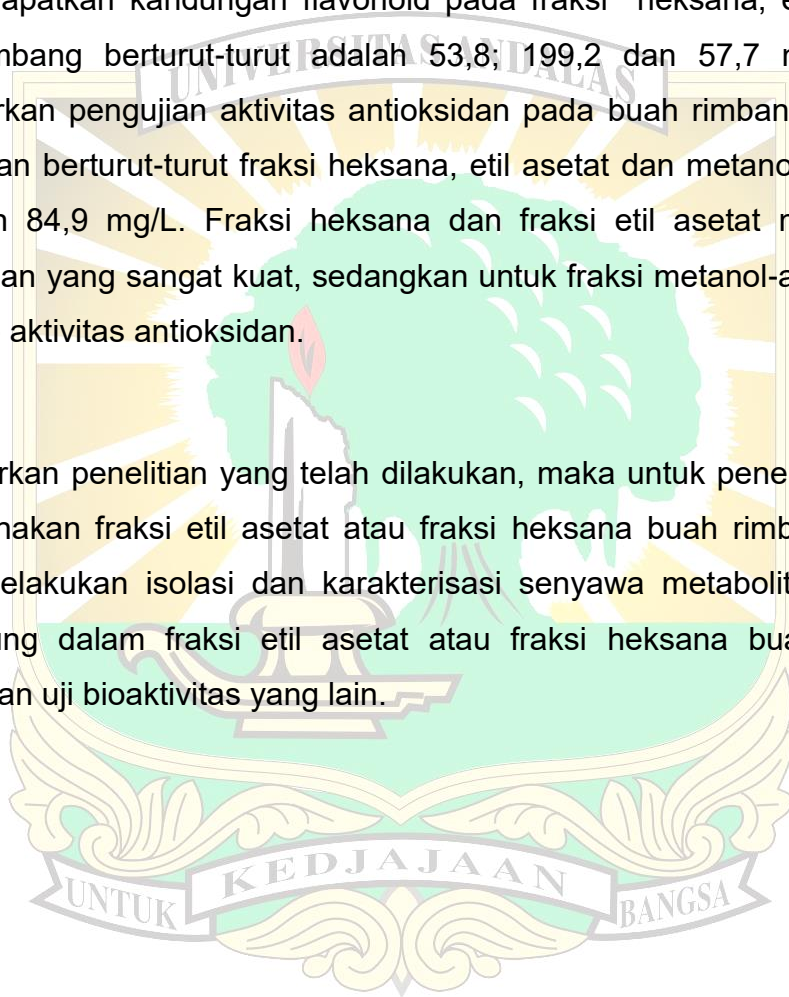 apatkan kandungan flavonoid pada fraksi heksana, e
mbang berturut-turut adalah 53,8; 199,2 dan 57,7
UNIVERSITAS ANDALAS
rkan pengujian aktivitas antioksidan pada buah rimban
an berturut-turut fraksi heksana, etil asetat dan metano
n 84,9 mg/L. Fraksi heksana dan fraksi etil asetat
an yang sangat kuat, sedangkan untuk fraksi metanol-a
aktivitas antioksidan.
rkan penelitian yang telah dilakukan, maka untuk pene
nakan fraksi etil asetat atau fraksi heksana buah rimb
elakukan isolasi dan karakterisasi senyawa metabolit
ung dalam fraksi etil asetat atau fraksi heksana bua
an uji bioaktivitas yang lain.
UNTUK KEDJAJAAN BANGSA